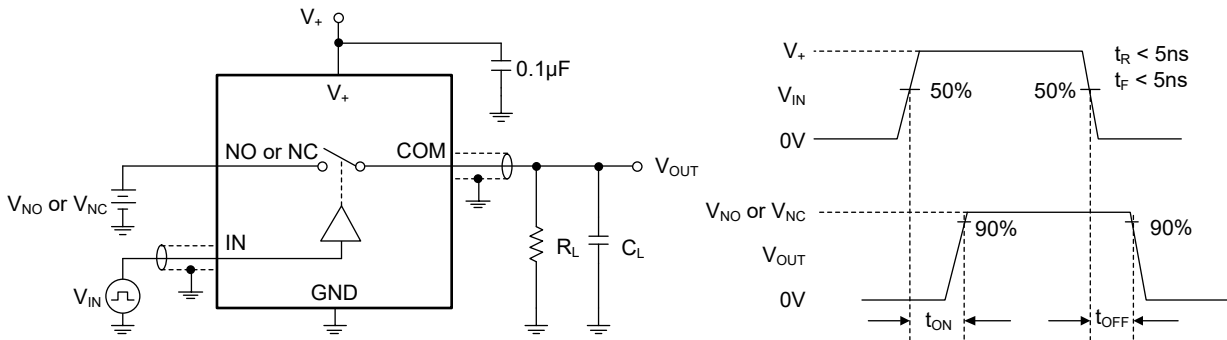 V+
0.1µF
V+
NO or NC
COM
VOUT
VNO or VNC
IN
RL
CL
VIN
GND
V+
tR < 5ns
tF < 5ns
VIN
50%
50%
0V
VNO or VNC
90%
90%
VOUT
0V
tON
tOFF